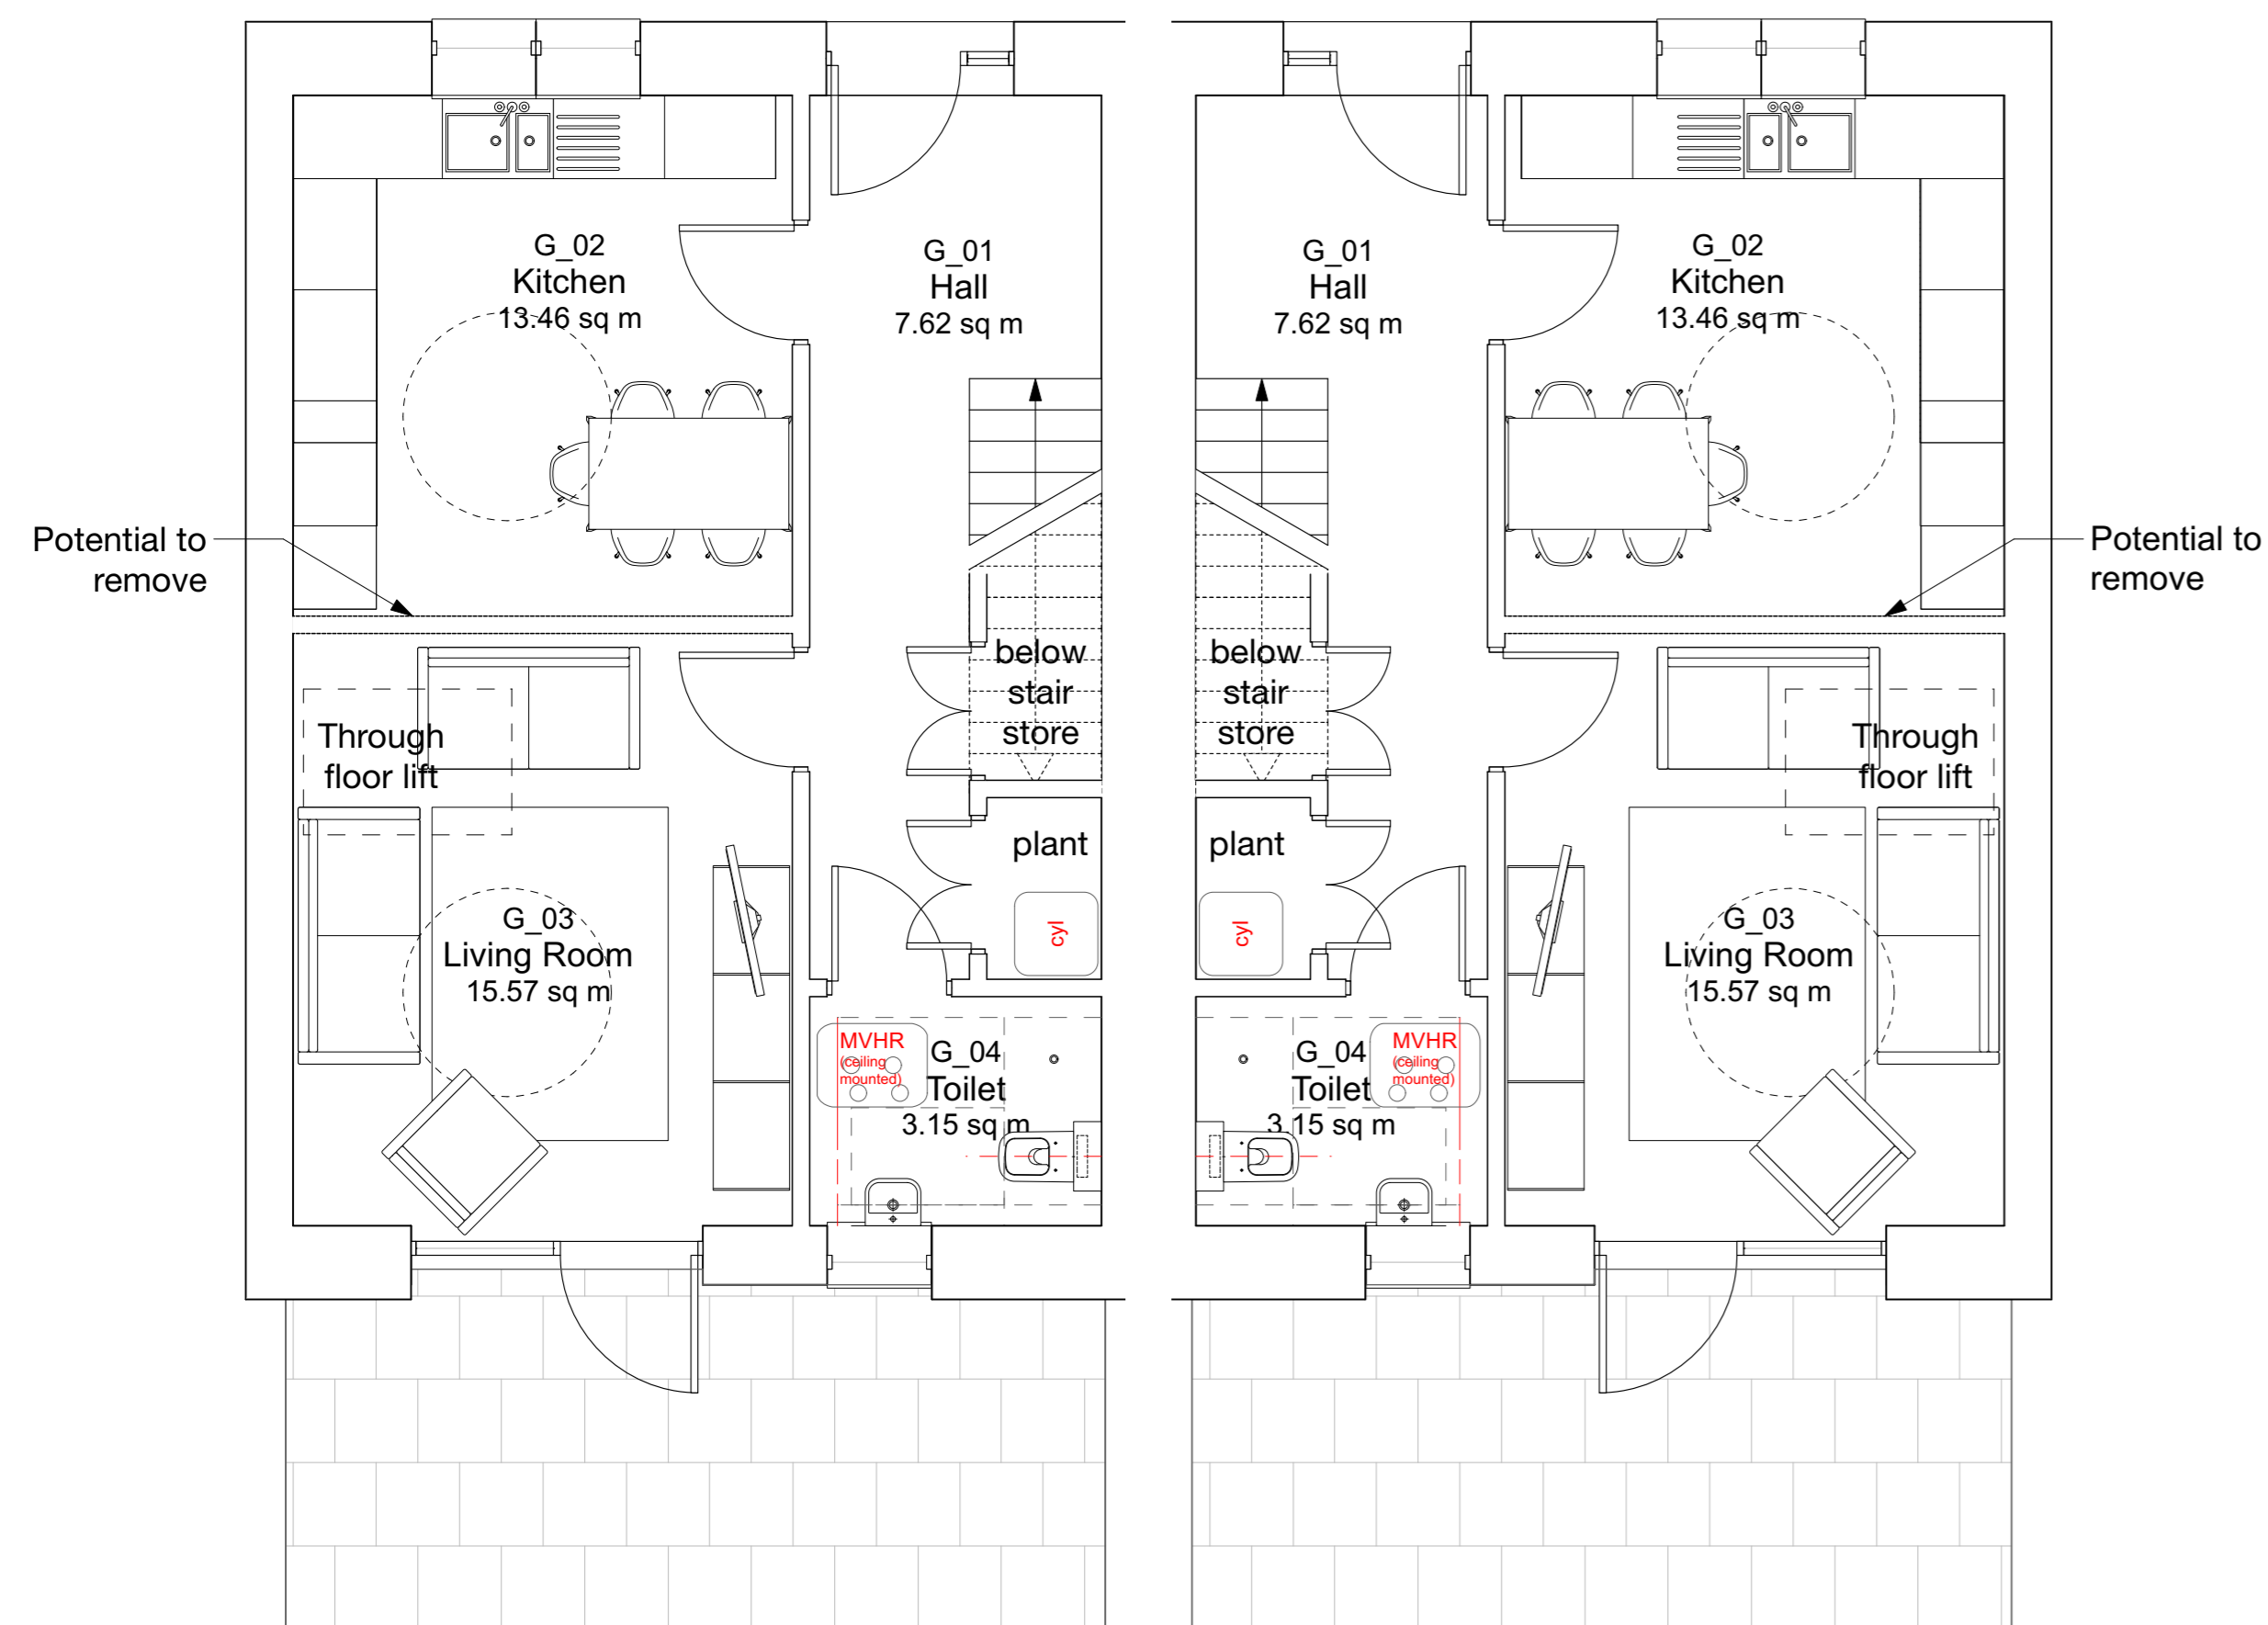 G_02
Kitchen
13.46 sq m
G_01
Hall
7.62 sq m
G_01
Hall
7.62 sq m
G_02
Kitchen
13.46 sq m
Potential to
remove
Potential to
remove
below
stair
store
below
stair
store
Through
floor lift
Through
floor lift
plant
plant
cyl
cyl
G_03
Living Room
15.57 sq m
G_03
Living Room
15.57 sq m
MVHR
(ceiling
mounted)
G_04
Toilet
3.15 sq m
G_04
Toilet
3.15 sq m
MVHR
(ceiling
mounted)